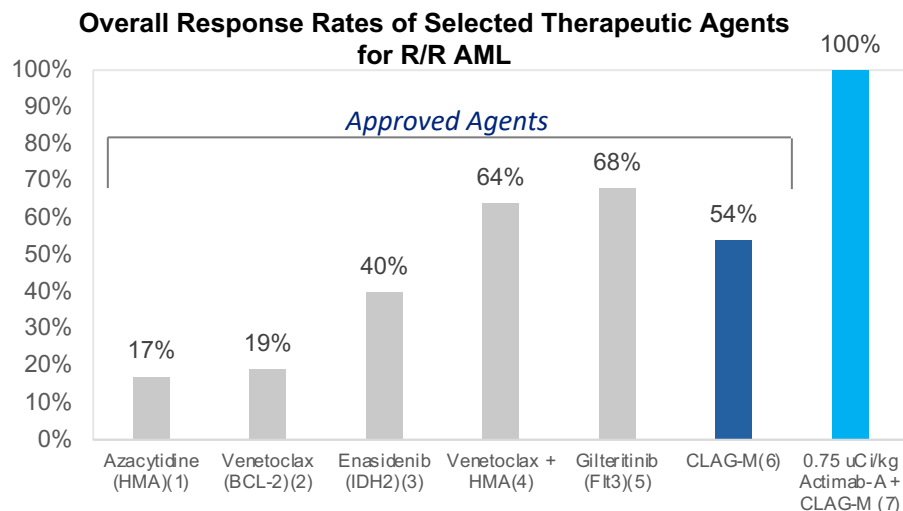 Overall Response Rates of Selected Therapeutic Agents
for R/R AML
100%
100%
90%
80%
70%
60%
50%
40%
30%
20%
10%
0%
Approved Agents
17%
19%
40%
64%
68%
54%
Azacytidine
(HMA)(1)
Venetoclax
(BCL-2)(2)
Enasidenib
(IDH2)(3)
Venetoclax +
HMA(4)
Gilteritinib
(Flt3)(5)
CLAG-M(6)
0.75 uCi/kg
Actimab-A +
CLAG-M (7)